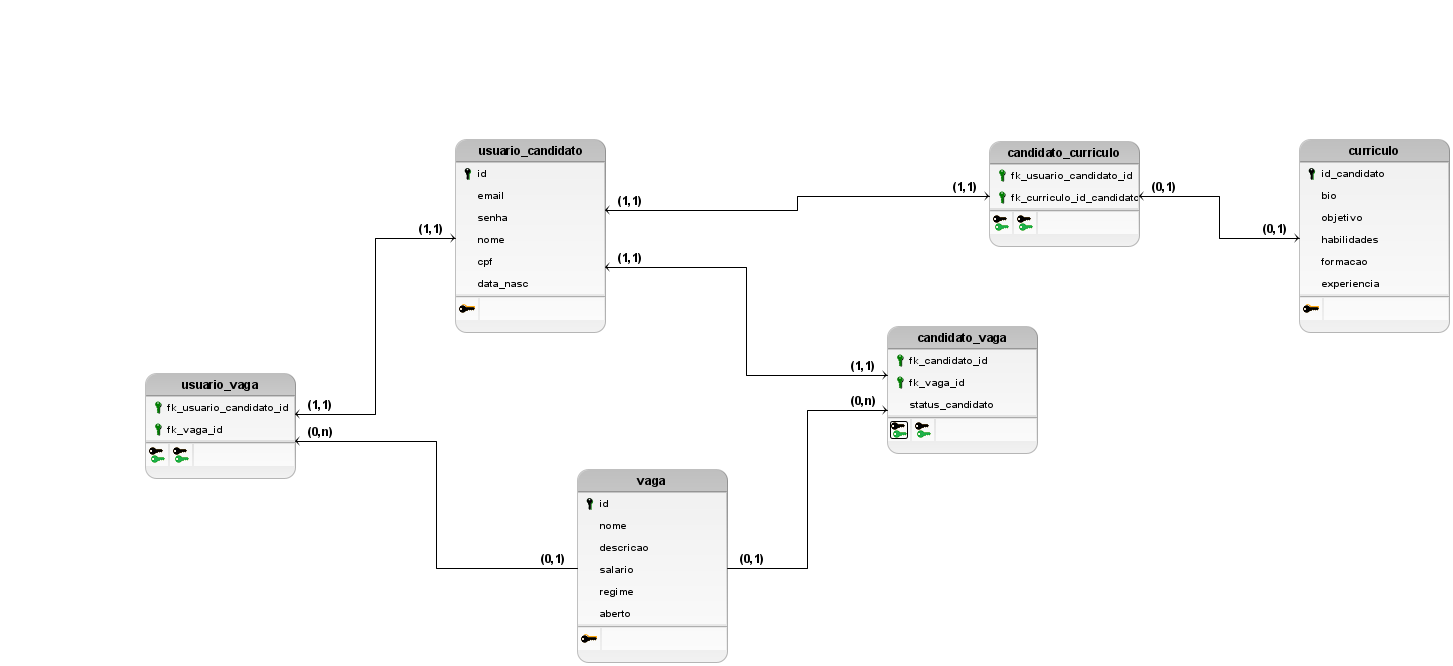 usuario_candidato
id
email
senha
nome
cpf
data_nasc
(1,1)
(1,1)
(1,1)
candidato_curriculo
fk_usuario_candidato_id
fk_curriculo_id_candidato
(1,1)
(0,1)
curriculo
id_candidato
bio
objetivo
habilidades
formacao
experiencia
(0,1)
candidato_vaga
fk_candidato_id
fk_vaga_id
status_candidato
(1,1)
(0,n)
usuario_vaga
fk_usuario_candidato_id
fk_vaga_id
(1,1)
(0,n)
vaga
id
nome
descricao
salario
regime
aberto
(0,1)
(0,1)